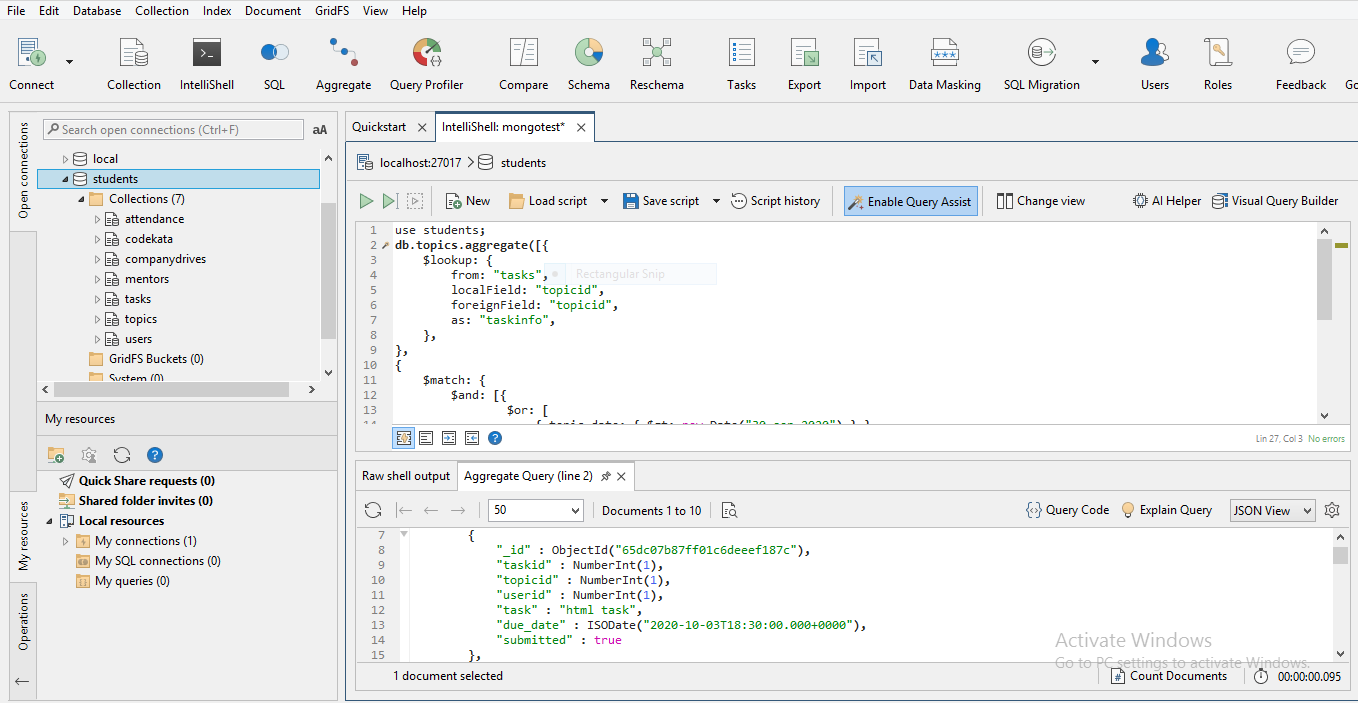 File Edit Database Collection Index Document GridFS View Help
Connect Collection IntelliShell SQL Aggregate Query Profiler Compare Schema Reschema Tasks Export Import Data Masking SQL Migration Users Roles Feedback Go
Open connections
Search open connections (Ctrl+F) aA
local
students
Collections (7)
attendance
codekata
companydrives
mentors
tasks
topics
users
GridFS Buckets (0)
System (0)
My resources
My resources
Operations
Quick Share requests (0)
Shared folder invites (0)
Local resources
My connections (1)
My SQL connections (0)
My queries (0)
Quickstart IntelliShell: mongotest*
localhost:27017 students
New Load script Save script Script history Enable Query Assist Change view AI Helper Visual Query Builder
1 use students;
2 db.topics.aggregate([{
3 $lookup: {
4 from: "tasks",
Rectangular Snip
5 localField: "topicid",
6 foreignField: "topicid",
7 as: "taskinfo",
8 },
9 },
10 {
11 $match: {
12 $and: [{
13 $or: [
14 { topic_date: { $gt: new Date("30-sep-2020") } }
Lin 27, Col 3 No errors
Raw shell output Aggregate Query (line 2)
50 Documents 1 to 10 Query Code Explain Query JSON View
7 {
8 "_id" : ObjectId("65dc07b87ff01c6deeef187c"),
9 "taskid" : NumberInt(1),
10 "topicid" : NumberInt(1),
11 "userid" : NumberInt(1),
12 "task" : "html task",
13 "due_date" : ISODate("2020-10-03T18:30:00.000+0000"),
14 "submitted" : true
15 },
Activate Windows
Go to PC settings to activate Windows.
1 document selected Count Documents 00:00:00.095